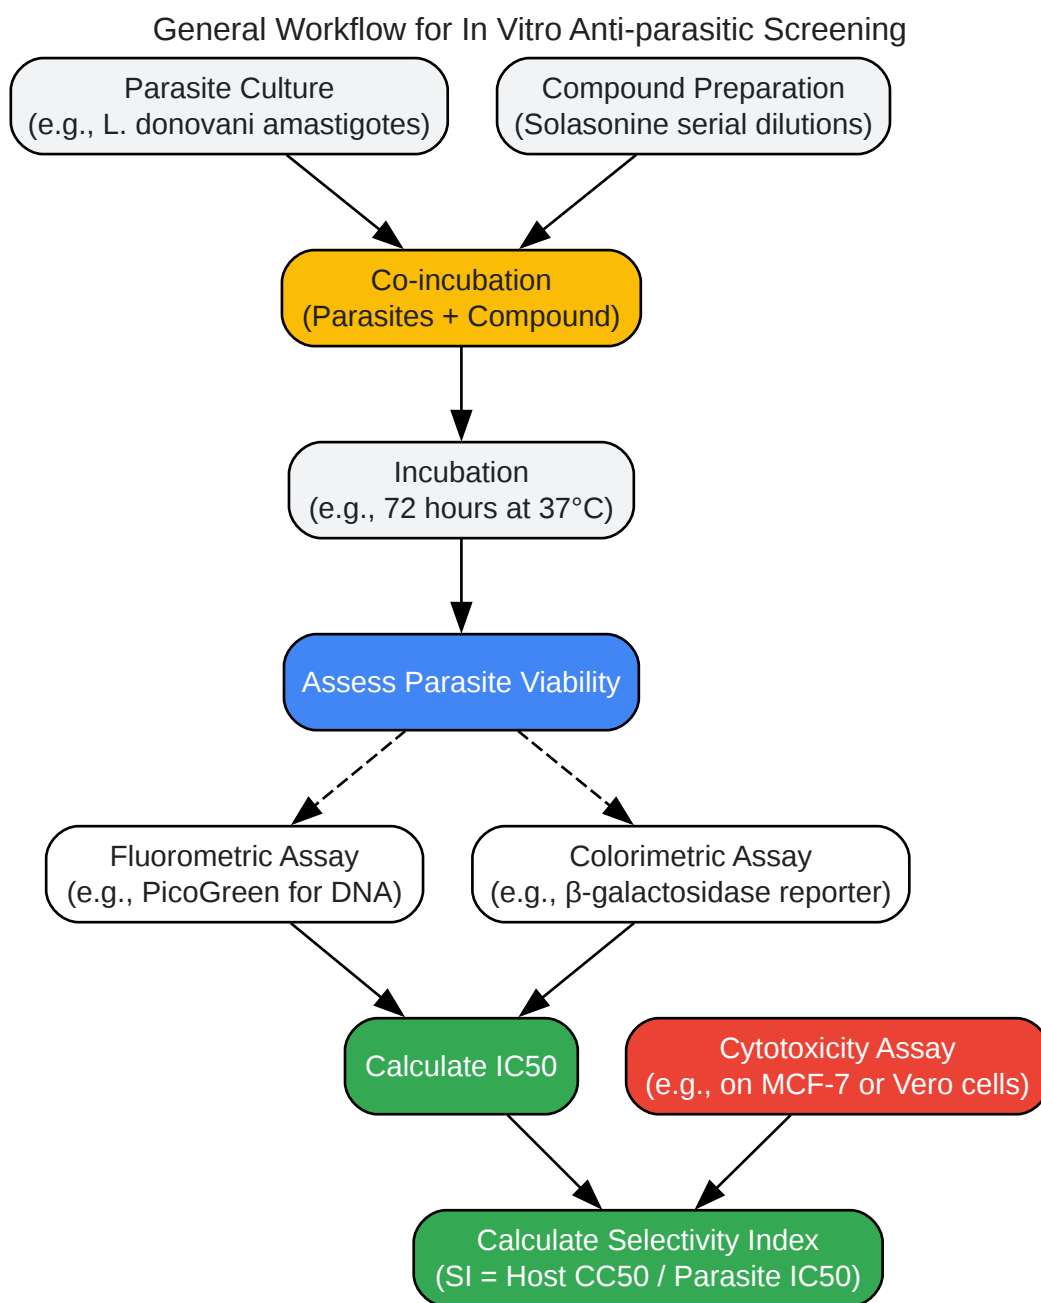 General Workflow for In Vitro Anti-parasitic Screening
Parasite Culture
(e.g., L. donovani amastigotes)
Compound Preparation
(Solasonine serial dilutions)
Co-incubation
(Parasites + Compound)
Incubation
(e.g., 72 hours at 37°C)
Assess Parasite Viability
Fluorometric Assay
(e.g., PicoGreen for DNA)
Colorimetric Assay
(e.g., β-galactosidase reporter)
Calculate IC50
Cytotoxicity Assay
(e.g., on MCF-7 or Vero cells)
Calculate Selectivity Index
(SI = Host CC50 / Parasite IC50)